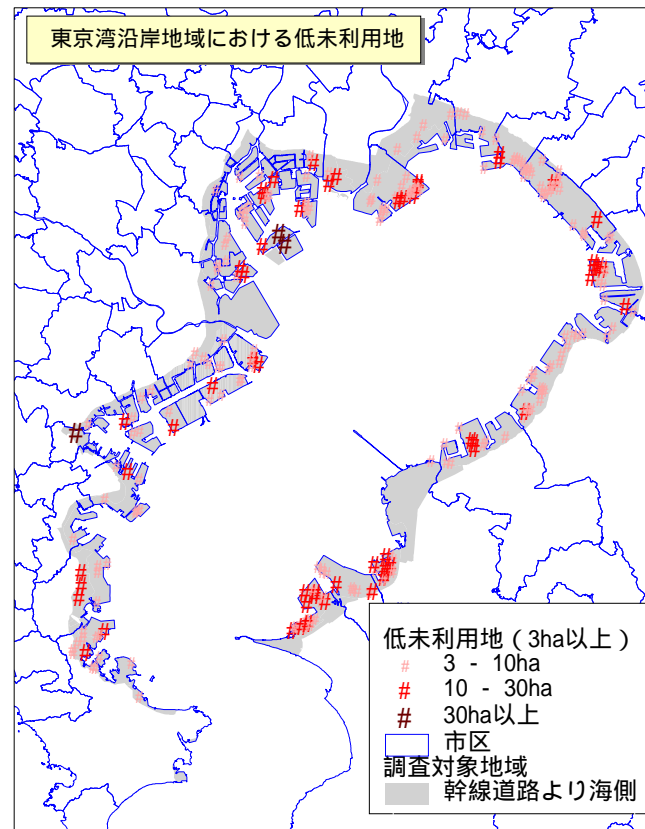 東京湾沿岸地域における低未利用地
低未利用地（3ha以上）
# 3 - 10ha
# 10 - 30ha
# 30ha以上
市区
調査対象地域
幹線道路より海側